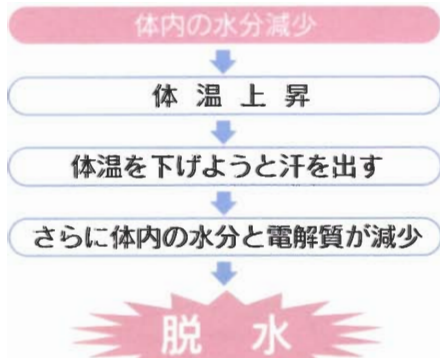 体内の水分減少
体温上昇
体温を下げようと汗を出す
さらに体内の水分と電解質が減少
脱水